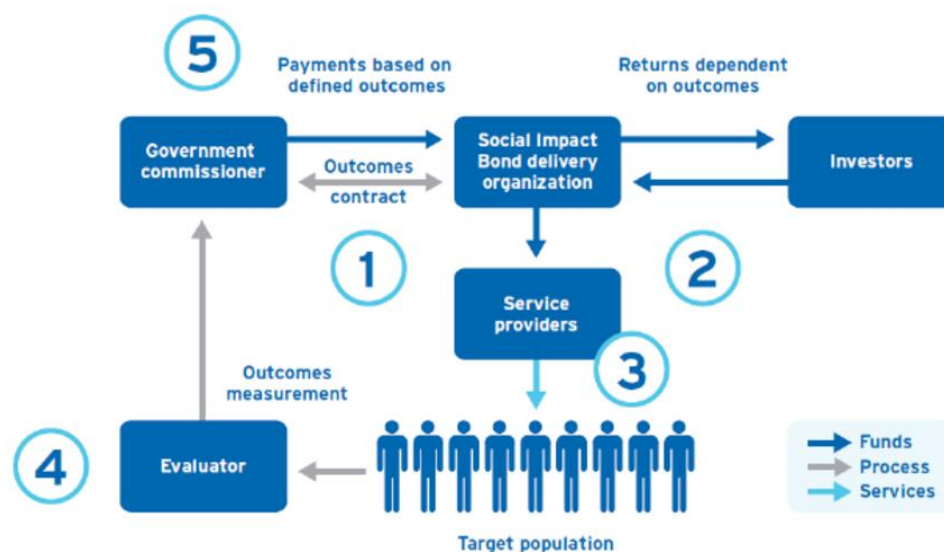 5
Payments based on
defined outcomes
Returns dependent
on outcomes
Government
commissioner
Outcomes
contract
Social Impact
Bond delivery
organization
Investors
1
2
Service
providers
3
Outcomes
measurement
4
Evaluator
Target population
Funds
Process
Services